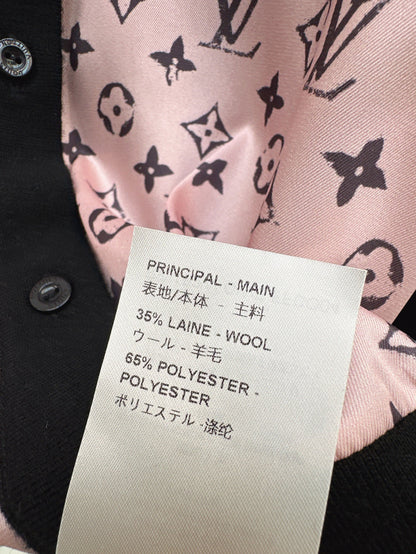 PRINCIPAL - MAIN
表地/本体 - 主料
35% LAINE - WOOL
ウール - 羊毛
65% POLYESTER -
POLYESTER
ポリエステル -涤纶